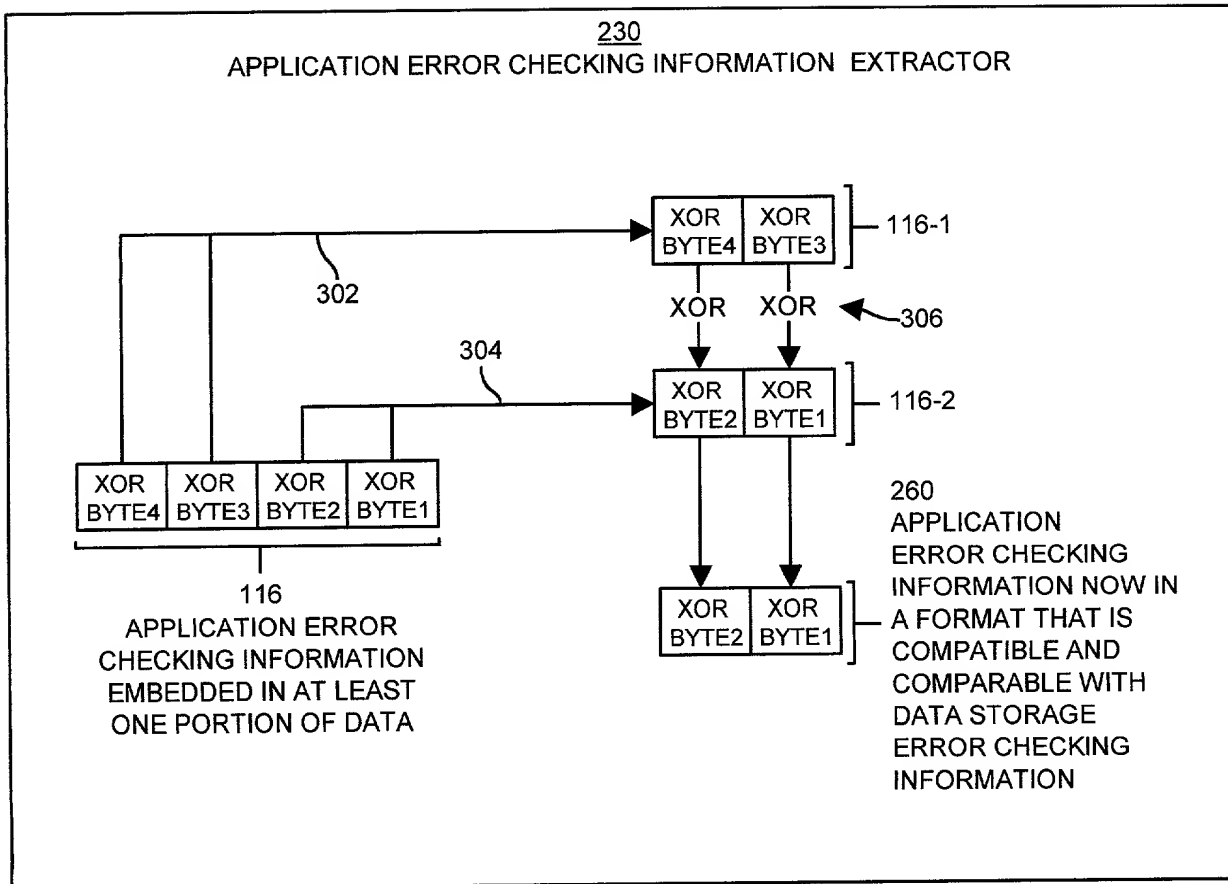 230
APPLICATION ERROR CHECKING INFORMATION EXTRACTOR
XOR BYTE4
XOR BYTE3
116-1
302
XOR
XOR
306
304
XOR BYTE2
XOR BYTE1
116-2
XOR BYTE4
XOR BYTE3
XOR BYTE2
XOR BYTE1
116
APPLICATION ERROR
CHECKING INFORMATION
EMBEDDED IN AT LEAST
ONE PORTION OF DATA
XOR BYTE2
XOR BYTE1
260
APPLICATION
ERROR CHECKING
INFORMATION NOW IN
A FORMAT THAT IS
COMPATIBLE AND
COMPARABLE WITH
DATA STORAGE
ERROR CHECKING
INFORMATION